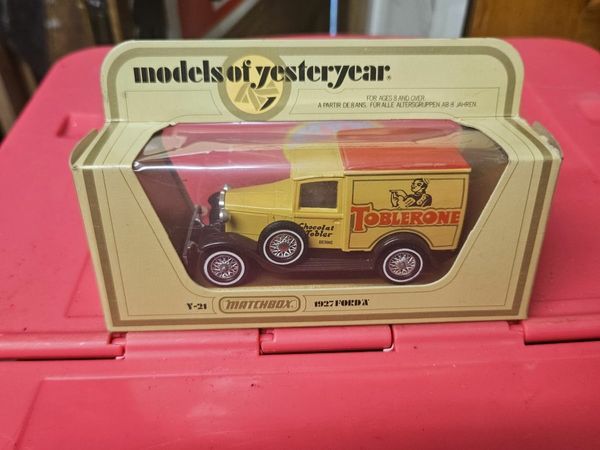 models of yesteryear®
FOR AGES 8 AND OVER
A PARTIR DE 8 ANS. FÜR ALLE ALTERSGRUPPEN AB 8 JAHREN.
TOBLERONE
Chocolat
Tobler
BERNE
Y-21
MATCHBOX
1927 FORD 'A'